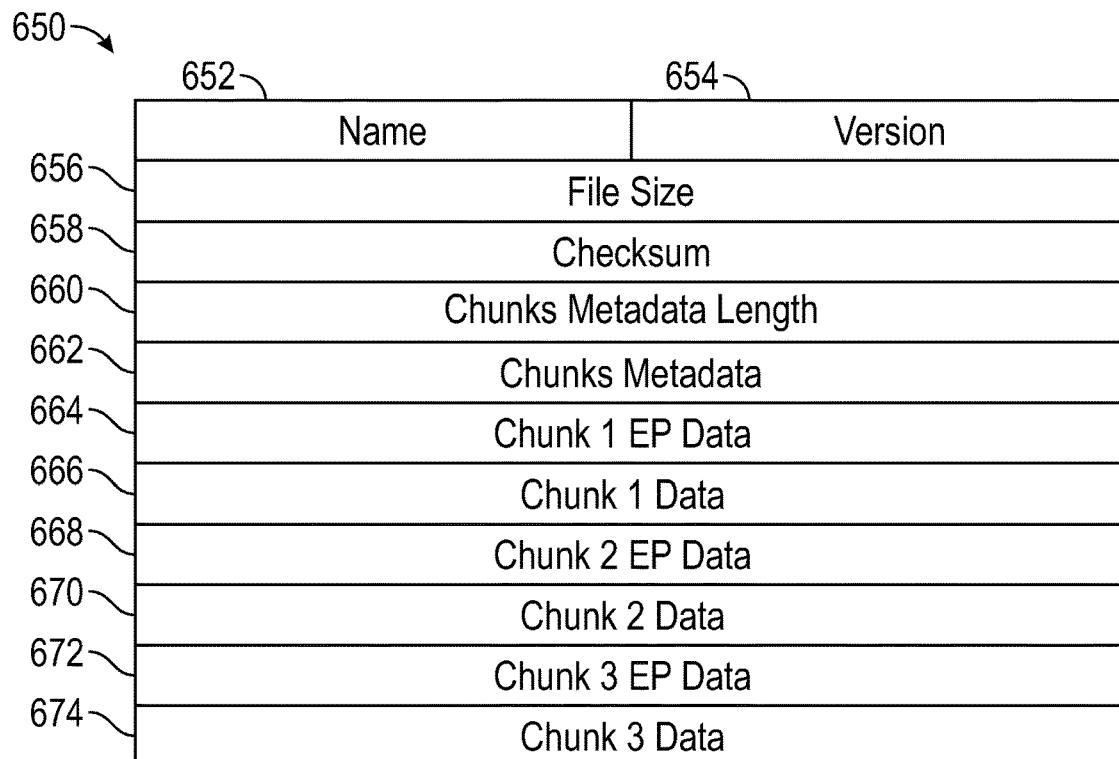 650
652 654
Name Version
656
File Size
658
Checksum
660
Chunks Metadata Length
662
Chunks Metadata
664
Chunk 1 EP Data
666
Chunk 1 Data
668
Chunk 2 EP Data
670
Chunk 2 Data
672
Chunk 3 EP Data
674
Chunk 3 Data